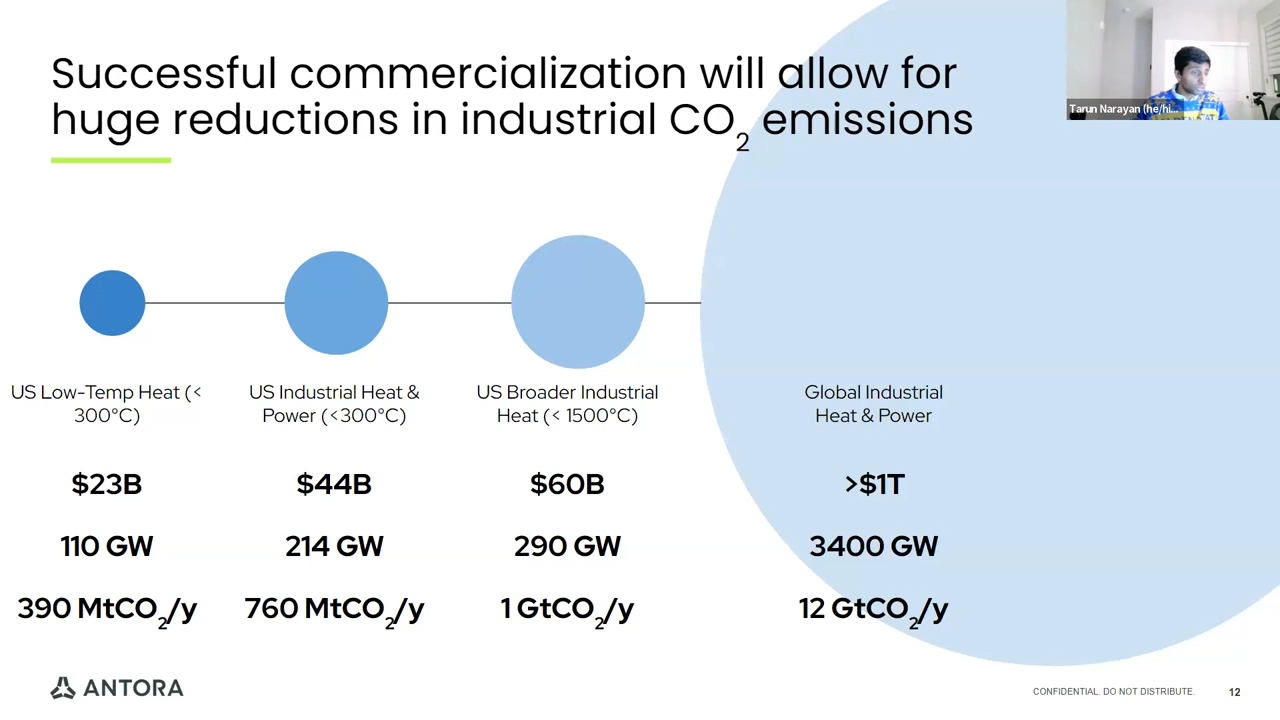 Successful commercialization will allow for
huge reductions in industrial CO2 emissions
Tarun Narayan (he/hi...
US Low-Temp Heat (<
300°C)
US Industrial Heat &
Power (<300°C)
US Broader Industrial
Heat (< 1500°C)
Global Industrial
Heat & Power
$23B
$44B
$60B
>$1T
110 GW
214 GW
290 GW
3400 GW
390 MtCO2/y
760 MtCO2/y
1 GtCO2/y
12 GtCO2/y
ANTORA
CONFIDENTIAL. DO NOT DISTRIBUTE.
12